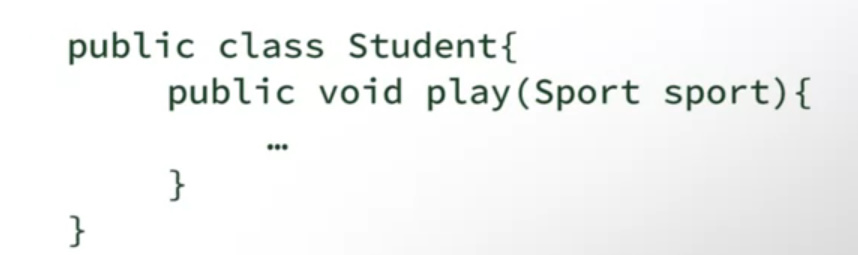 public class Student{
public void play(Sport sport){
…
}
}